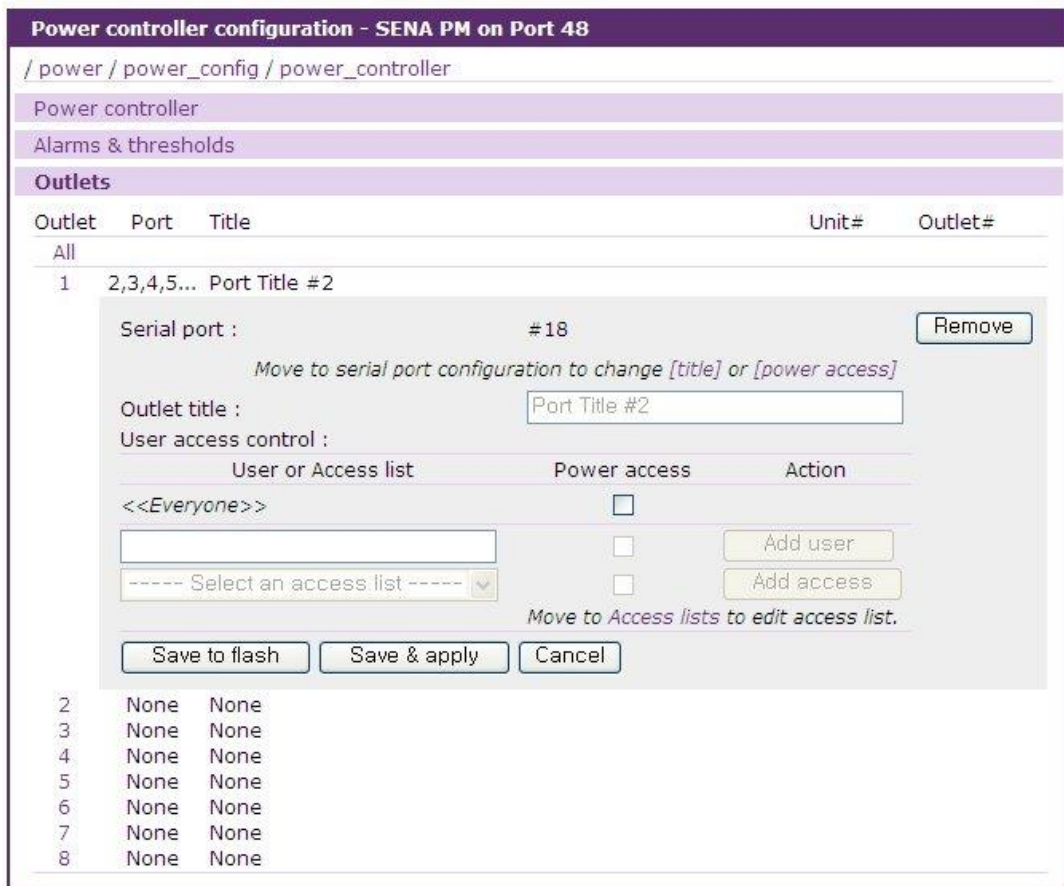 Power controller configuration - SENA PM on Port 48
/ power / power_config / power_controller
Power controller
Alarms & thresholds
Outlets
Outlet Port Title Unit# Outlet#
All
1 2,3,4,5... Port Title #2
Serial port : #18 Remove
Move to serial port configuration to change [title] or [power access]
Outlet title : Port Title #2
User access control :
User or Access list Power access Action
<<Everyone>>
Add user
----- Select an access list ----- Add access
Move to Access lists to edit access list.
Save to flash Save & apply Cancel
2 None None
3 None None
4 None None
5 None None
6 None None
7 None None
8 None None